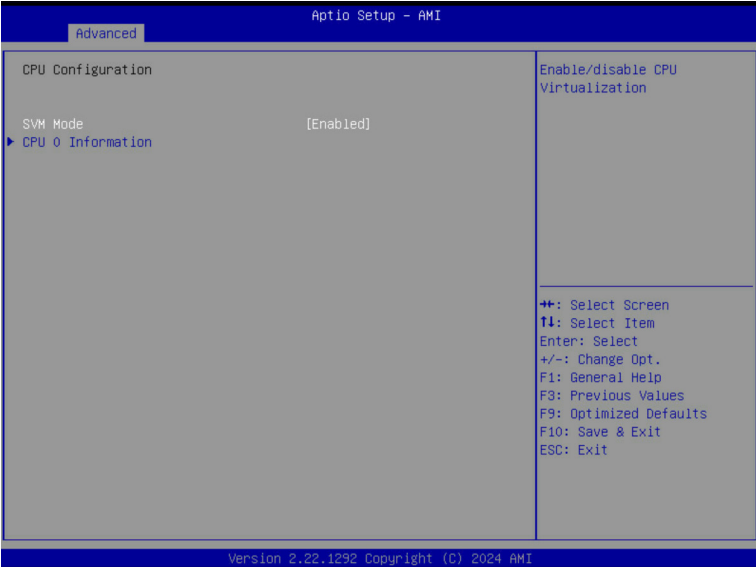 Aptio Setup – AMI
Advanced
CPU Configuration
SVM Mode [Enabled]
CPU 0 Information
Enable/disable CPU
Virtualization
→←: Select Screen
↑↓: Select Item
Enter: Select
+/-: Change Opt.
F1: General Help
F3: Previous Values
F9: Optimized Defaults
F10: Save & Exit
ESC: Exit
Version 2.22.1292 Copyright (C) 2024 AMI